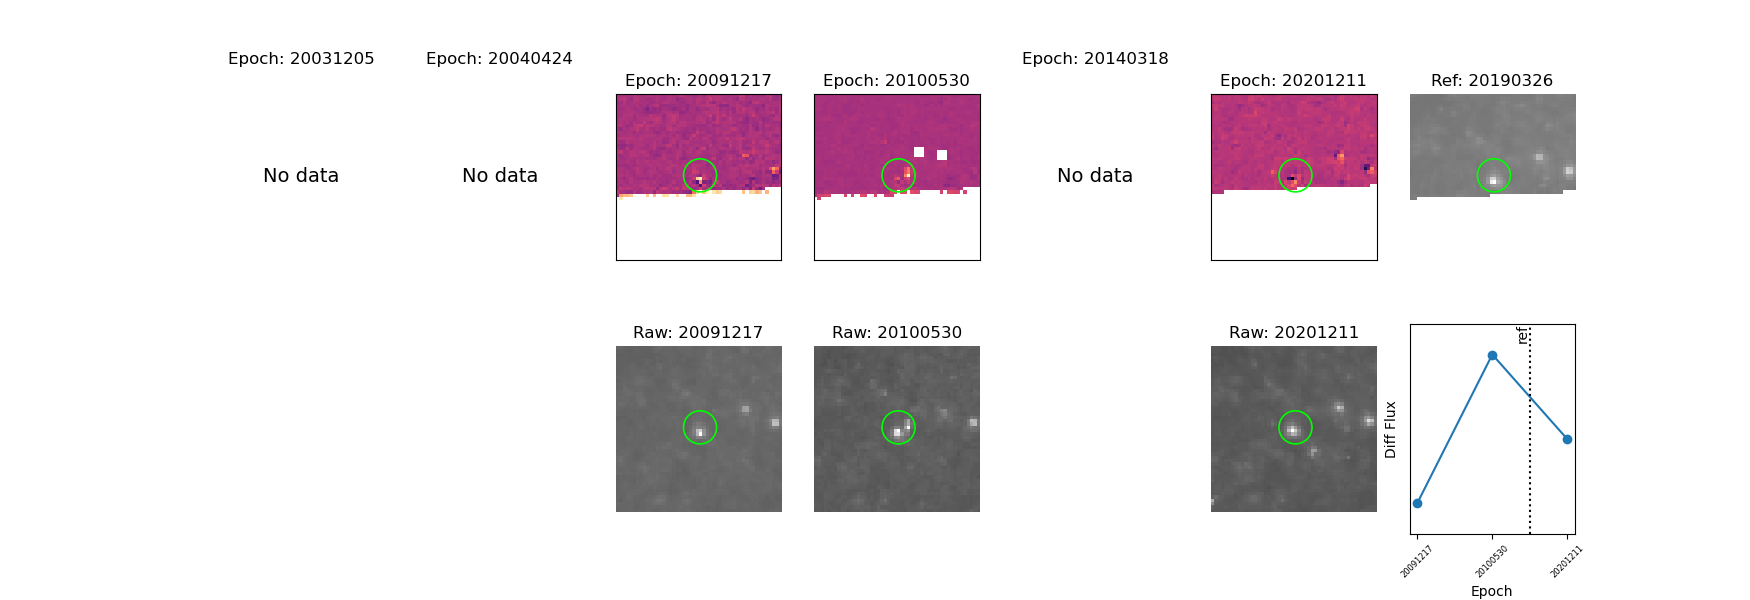 Epoch: 20031205
Epoch: 20040424
Epoch: 20140318
Epoch: 20091217
Epoch: 20100530
Epoch: 20201211
Ref: 20190326
No data
No data
No data
Raw: 20091217
Raw: 20100530
Raw: 20201211
ref
Diff Flux
20091217
20100530
20201211
Epoch